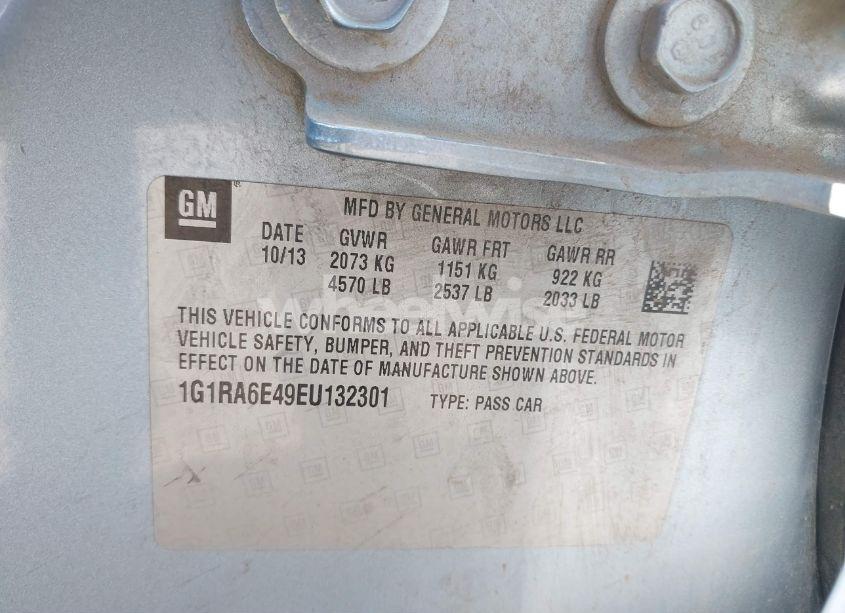 GM
MFD BY GENERAL MOTORS LLC
DATE GVWR GAWR FRT GAWR RR
10/13 2073 KG 1151 KG 922 KG
4570 LB 2537 LB 2033 LB
THIS VEHICLE CONFORMS TO ALL APPLICABLE U.S. FEDERAL MOTOR
VEHICLE SAFETY, BUMPER, AND THEFT PREVENTION STANDARDS IN
EFFECT ON THE DATE OF MANUFACTURE SHOWN ABOVE.
1G1RA6E49EU132301 TYPE: PASS CAR